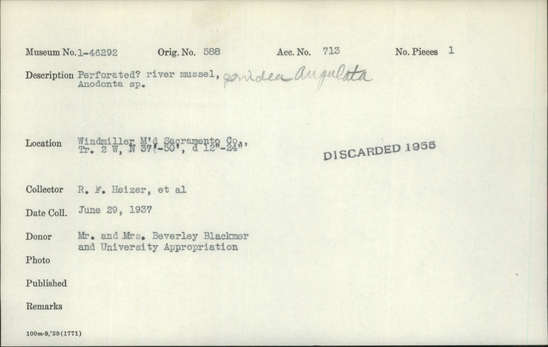 Museum No. 1-46292 Orig. No. 588 Acc. No. 713 No. Pieces 1
Description Perforated? river mussel, Gonidea Angulata
Anodonta sp.
Location Windmiller M'd Sacramento Co.,
Tr. 2 W, N 37'-50', d 12"-24"
DISCARDED 1955
Collector R. F. Heizer, et al
Date Coll. June 29, 1937
Donor Mr. and Mrs. Beverley Blackmer
and University Appropriation
Photo
Published
Remarks
100m-8,'38(1771)